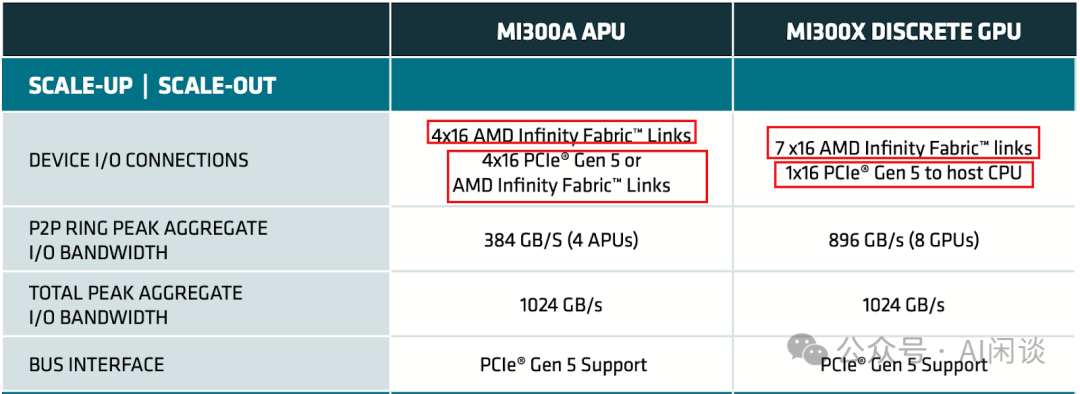 MI300A APU
MI300X DISCRETE GPU
SCALE-UP | SCALE-OUT
DEVICE I/O CONNECTIONS
4x16 AMD Infinity Fabric™ Links
4x16 PCIe® Gen 5 or
AMD Infinity Fabric™ Links
7 x16 AMD Infinity Fabric™ links
1x16 PCIe® Gen 5 to host CPU
P2P RING PEAK AGGREGATE
I/O BANDWIDTH
384 GB/S (4 APUs)
896 GB/s (8 GPUs)
TOTAL PEAK AGGREGATE
I/O BANDWIDTH
1024 GB/s
1024 GB/s
BUS INTERFACE
PCIe® Gen 5 Support
PCIe® Gen 5 Support
公众号 · AI闲谈